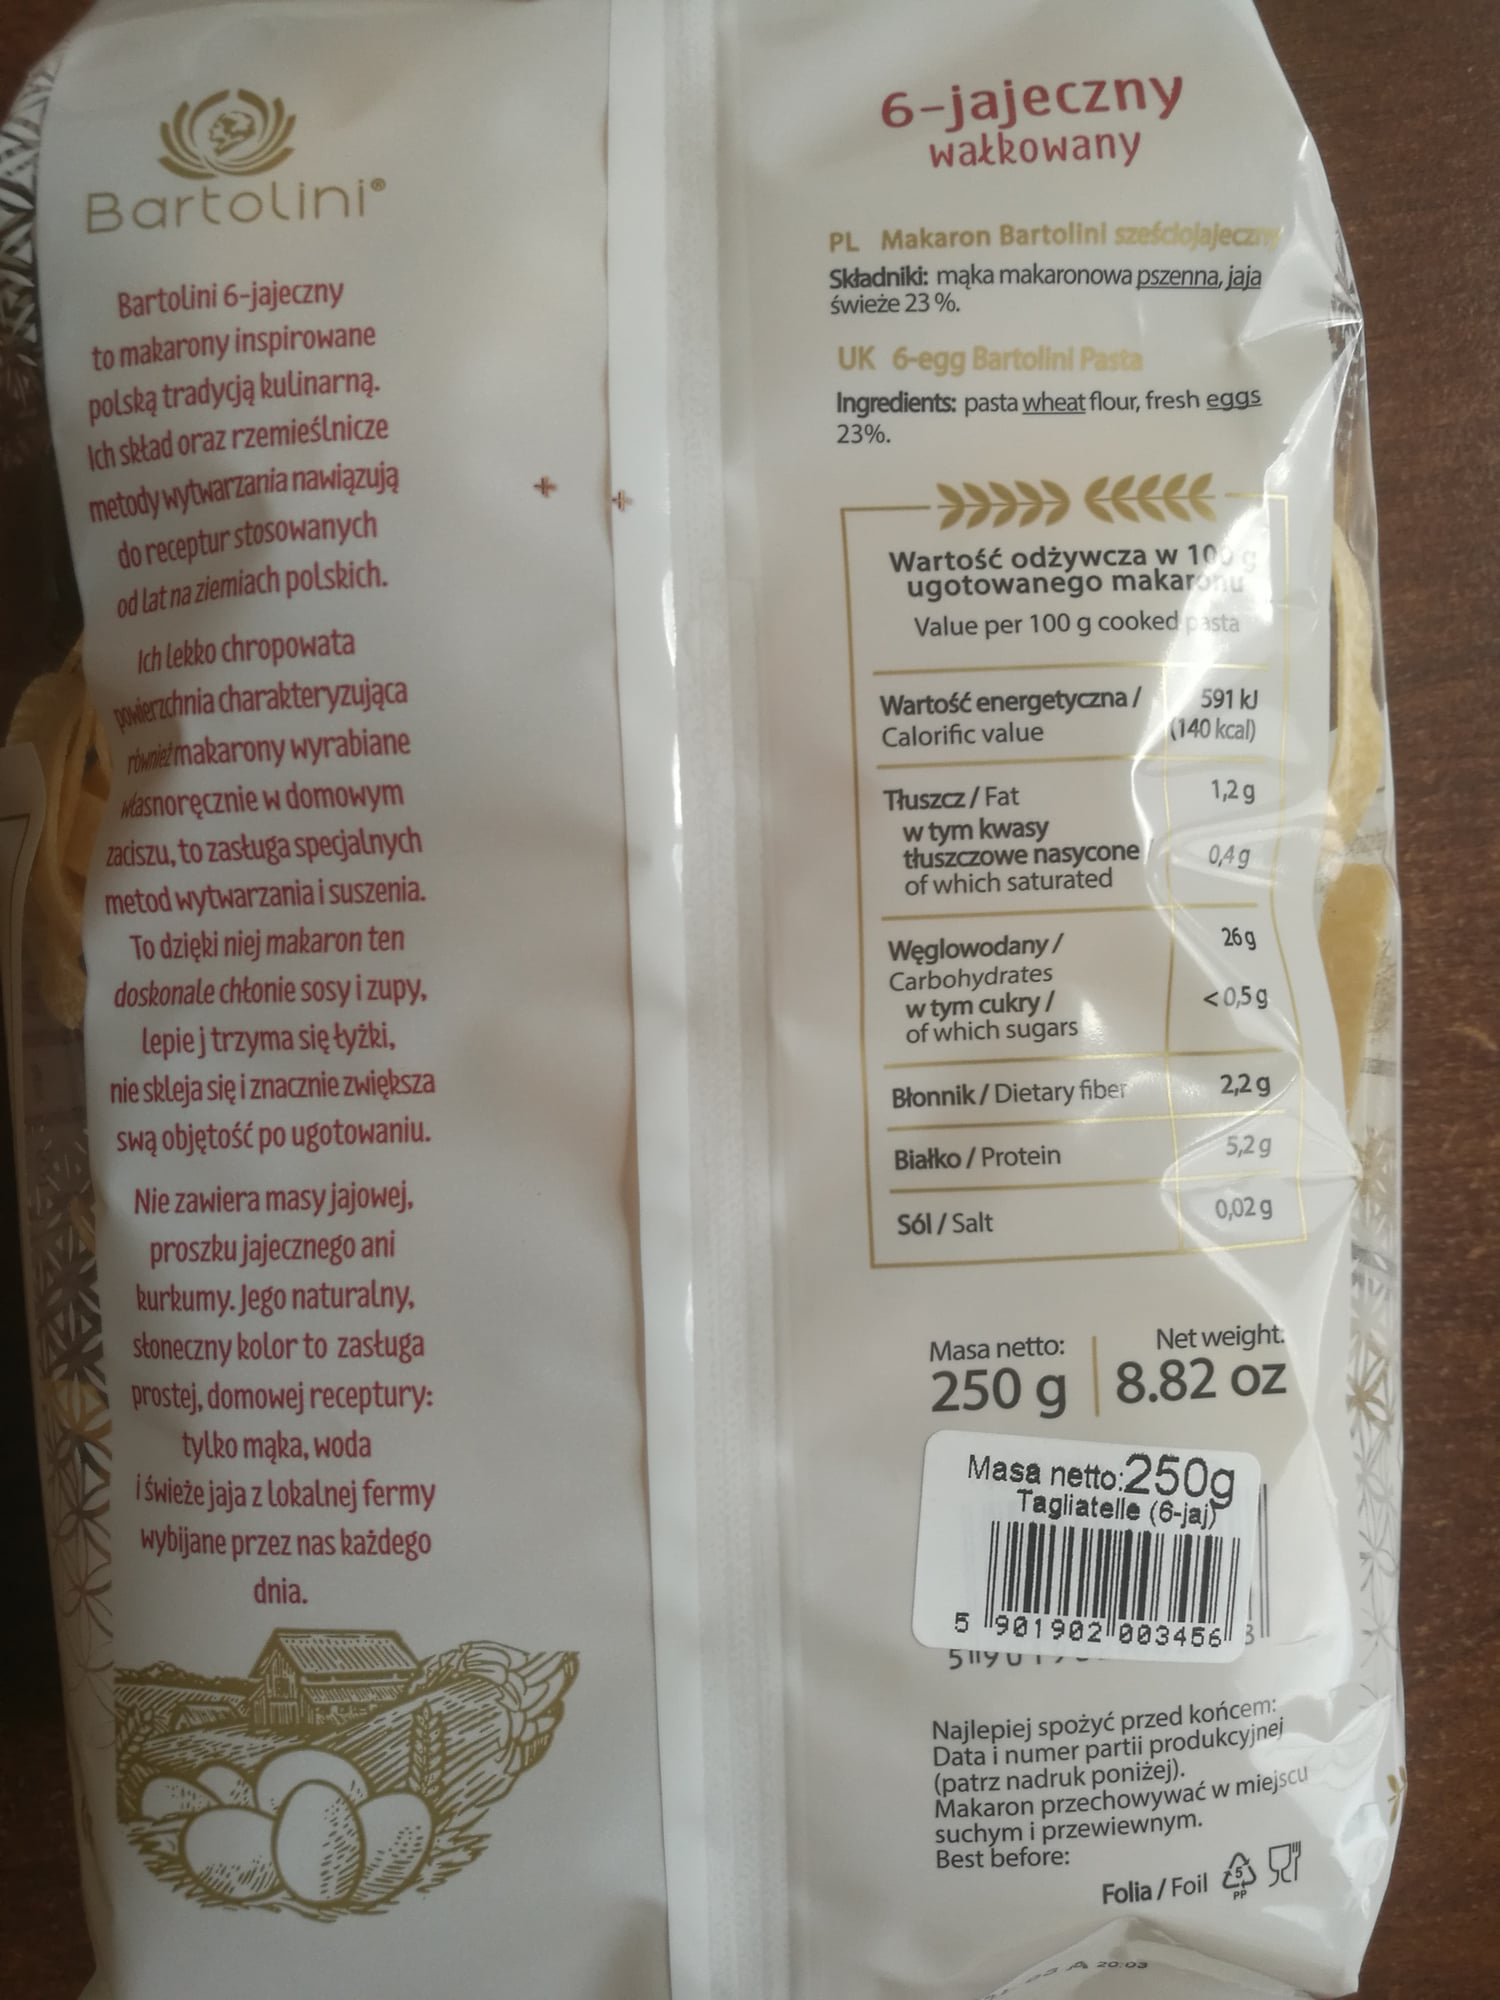 Bartolini®
Bartolini 6-jajeczny
to makarony inspirowane
polską tradycją kulinarną.
Ich skład oraz rzemieślnicze
metody wytwarzania nawiązują
do receptur stosowanych
od lat na ziemiach polskich.
Ich lekko chropowata
powierzchnia charakteryzująca
również makarony wyrabiane
własnoręcznie w domowym
zaciszu, to zasługa specjalnych
metod wytwarzania i suszenia.
To dzięki niej makaron ten
doskonale chłonie sosy i zupy,
lepiej trzyma się łyżki,
nie skleja się i znacznie zwiększa
swą objętość po ugotowaniu.
Nie zawiera masy jajowej,
proszku jajecznego ani
kurkumy. Jego naturalny,
słoneczny kolor to zasługa
prostej, domowej receptury:
tylko mąka, woda
i świeże jaja z lokalnej fermy
wybijane przez nas każdego
dnia.
6-jajeczny
wałkowany
PL Makaron Bartolini sześciojajeczny
Składniki: mąka makaronowa pszenna, jaja
świeże 23 %.
UK 6-egg Bartolini Pasta
Ingredients: pasta wheat flour, fresh eggs
23%.
Wartość odżywcza w 100 g
ugotowanego makaronu
Value per 100 g cooked pasta
Wartość energetyczna / 591 kJ
Calorific value (140 kcal)
Tłuszcz / Fat 1,2 g
w tym kwasy
tłuszczowe nasycone / 0,4 g
of which saturated
Węglowodany / 26 g
Carbohydrates
w tym cukry / < 0,5 g
of which sugars
Błonnik / Dietary fiber 2,2 g
Białko / Protein 5,2 g
Sól / Salt 0,02 g
Masa netto: Net weight:
250 g 8.82 oz
Masa netto:250g
Tagliatelle (6-jaj)
5 901902 003456
Najlepiej spożyć przed końcem:
Data i numer partii produkcyjnej
(patrz nadruk poniżej).
Makaron przechowywać w miejscu
suchym i przewiewnym.
Best before:
Folia / Foil 5
PP
A 20:03